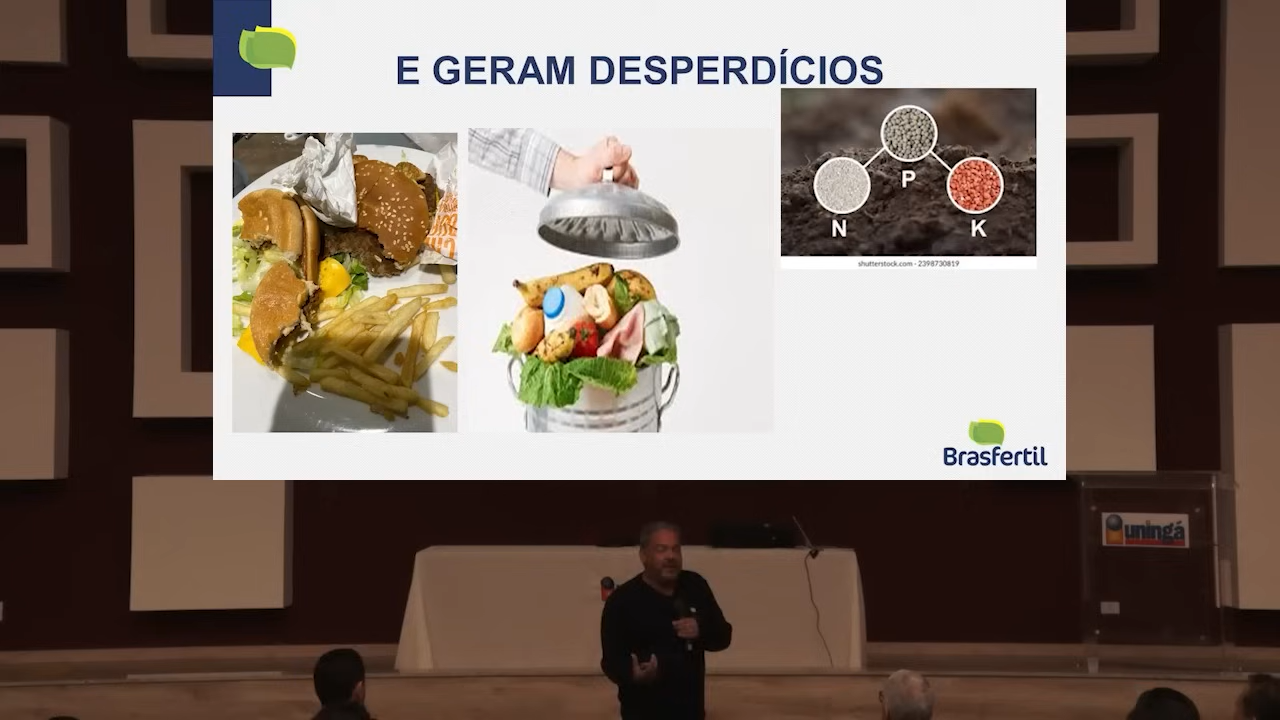 E GERAM DESPERDÍCIOS
P
N
K
shutterstock.com · 2398730819
Brasfertil
uningá